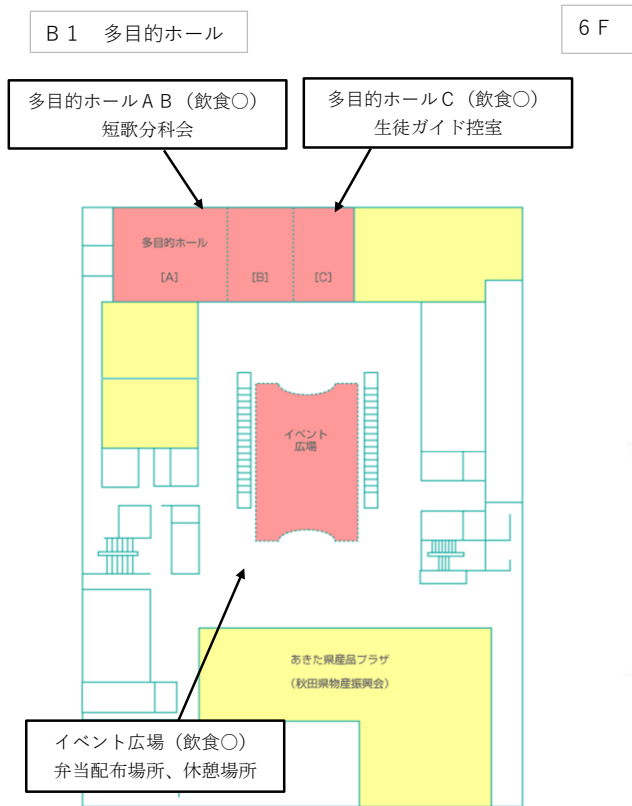 B1 多目的ホール
6F
多目的ホールAB（飲食〇）
短歌分科会
多目的ホールC（飲食〇）
生徒ガイド控室
多目的ホール
[A]
[B]
[C]
イベント
広場
あきた県産品プラザ
（秋田県物産振興会）
イベント広場（飲食〇）
弁当配布場所、休憩場所